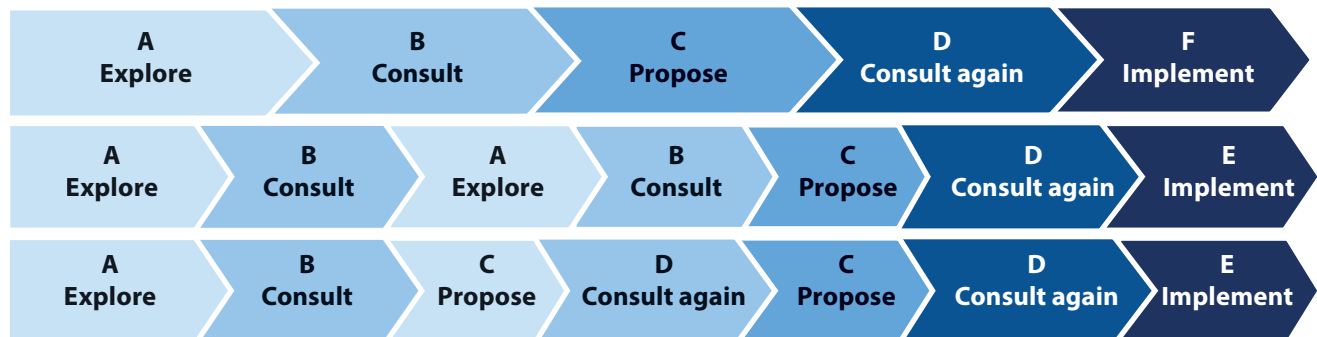 A
Explore
B
Consult
C
Propose
D
Consult again
F
Implement
A
Explore
B
Consult
A
Explore
B
Consult
C
Propose
D
Consult again
E
Implement
A
Explore
B
Consult
C
Propose
D
Consult again
C
Propose
D
Consult again
E
Implement